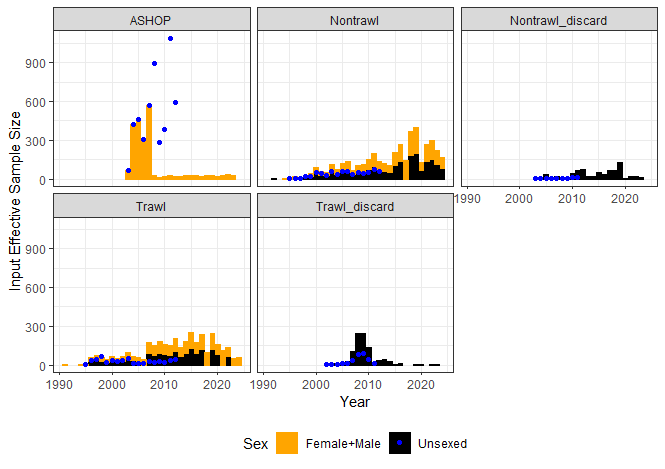 ASHOP Nontrawl Nontrawl_discard
900
600
300
0
1990 2000 2010 2020
Trawl Trawl_discard
900
600
300
0
1990 2000 2010 2020 1990 2000 2010 2020
Input Effective Sample Size
Year
Sex Female+Male Unsexed